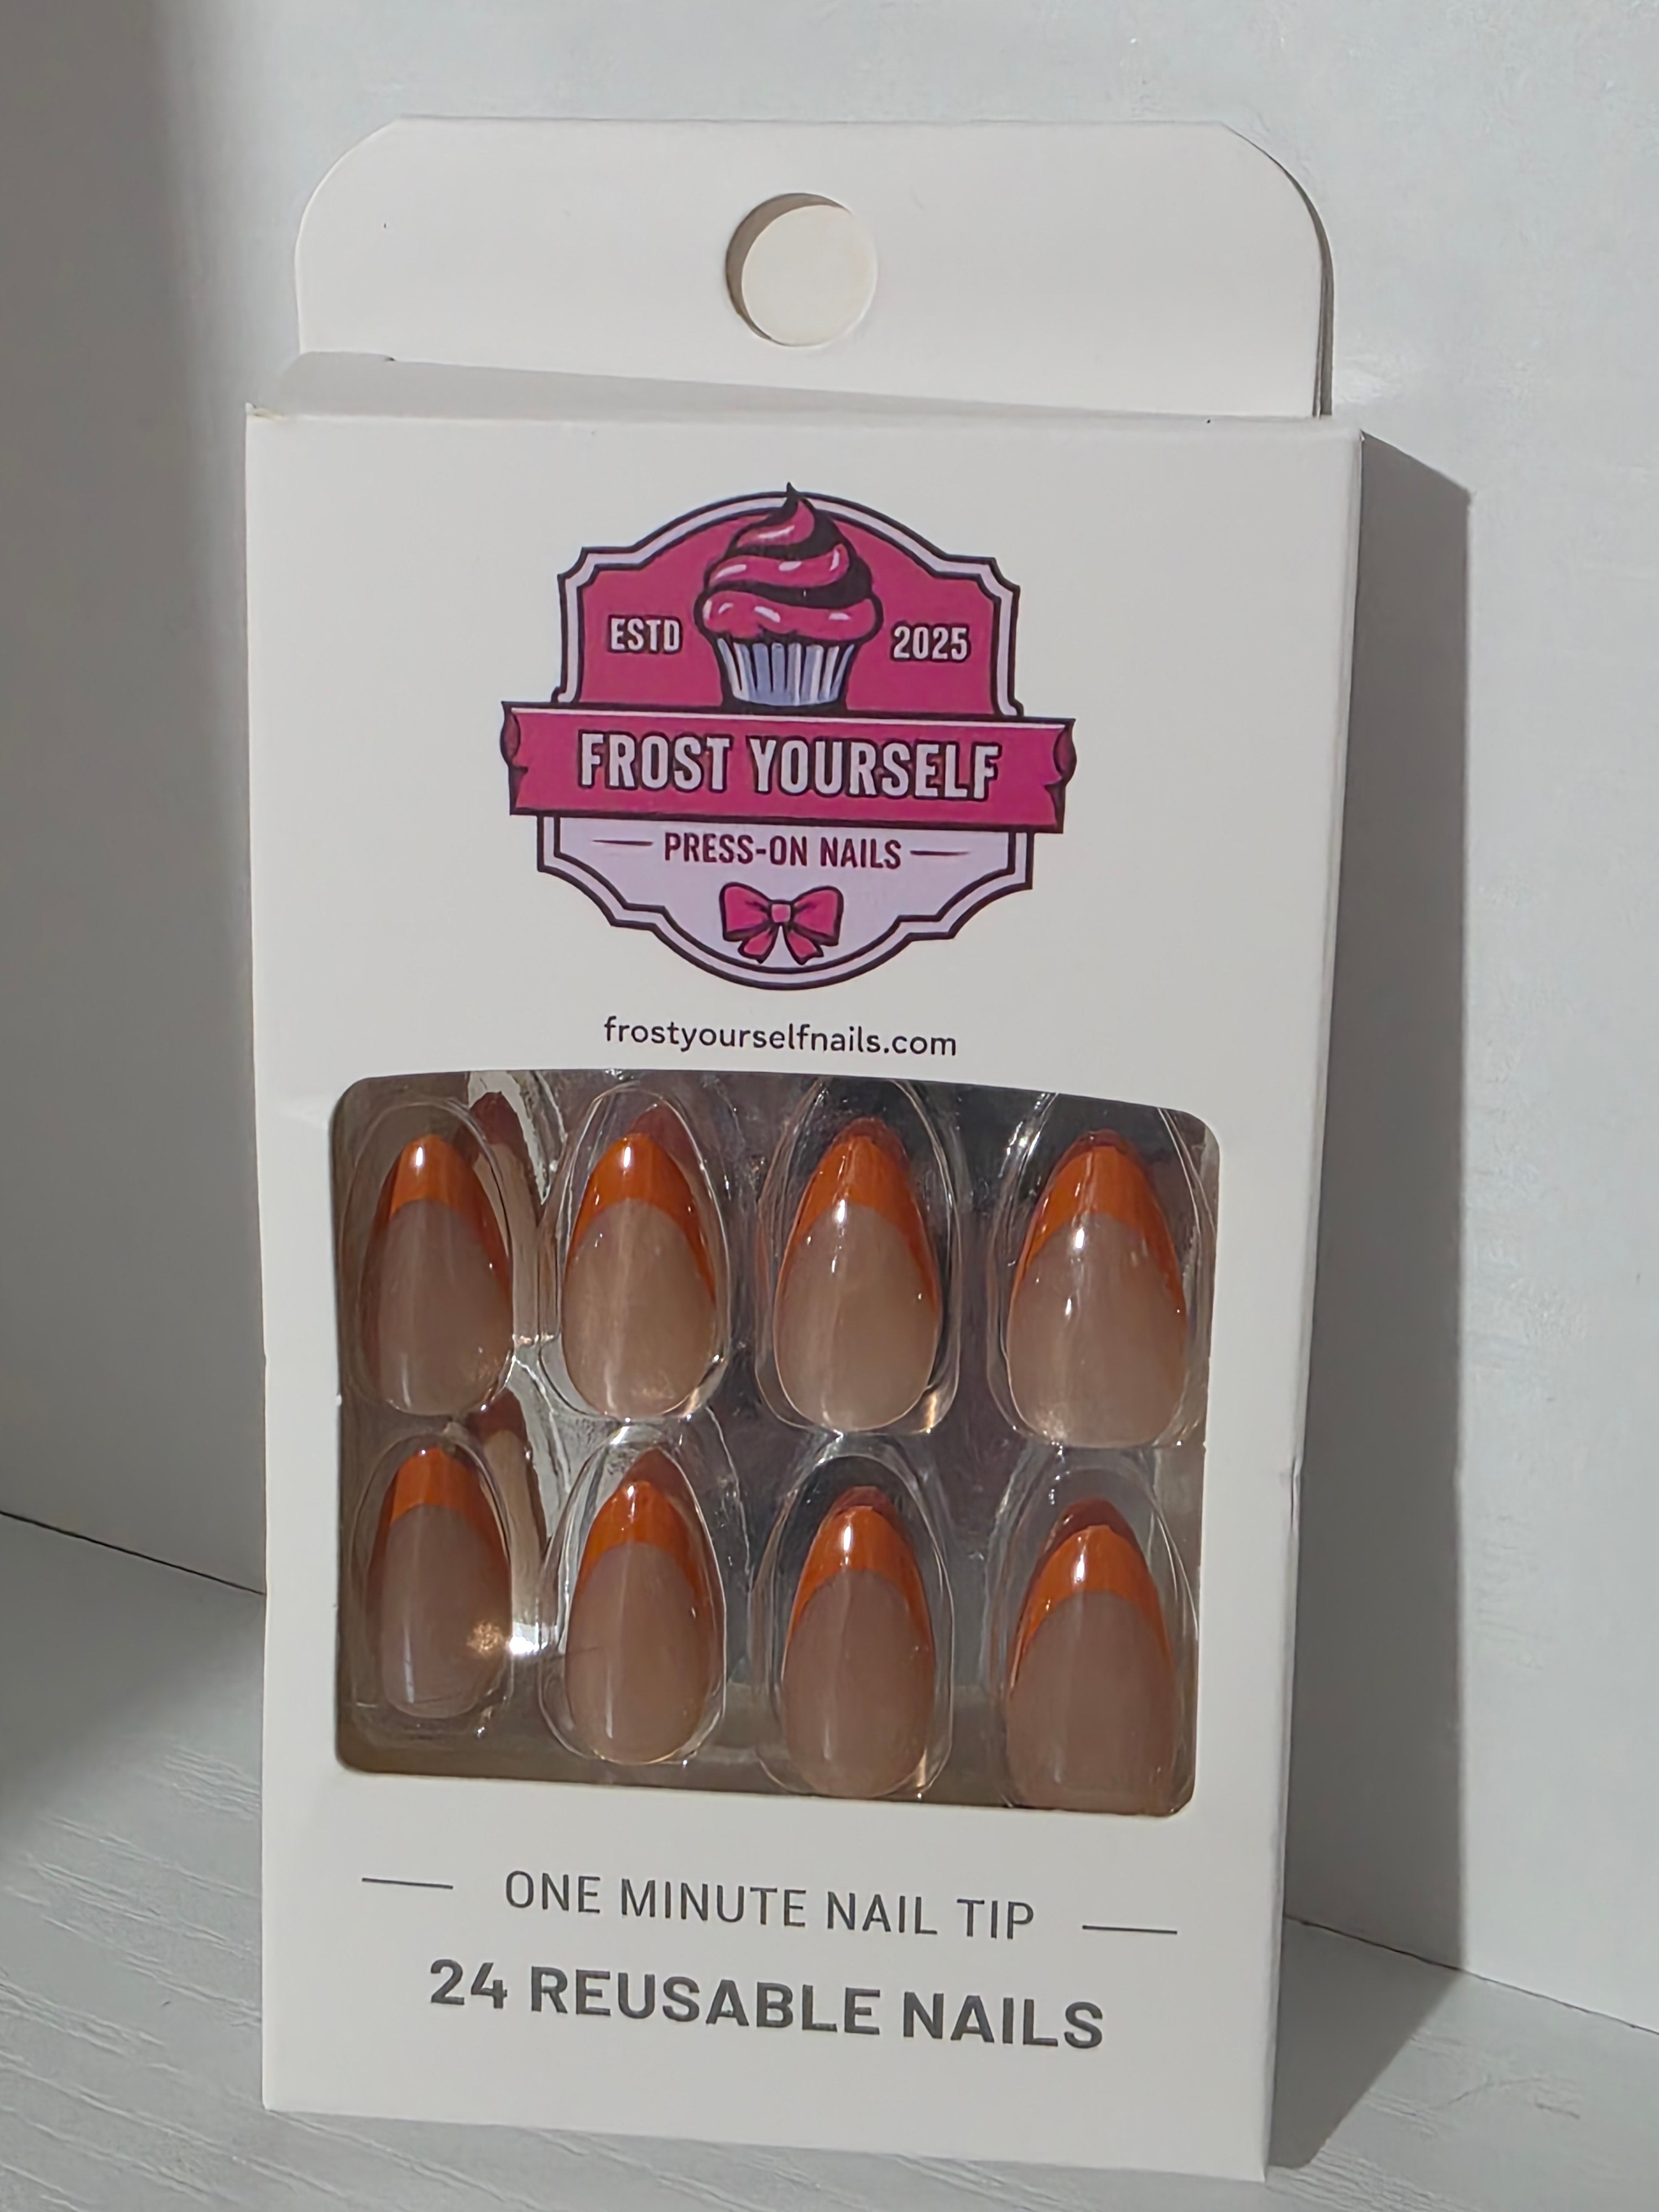 ESTD 2025
FROST YOURSELF
PRESS-ON NAILS
frostyourselfnails.com
ONE MINUTE NAIL TIP
24 REUSABLE NAILS